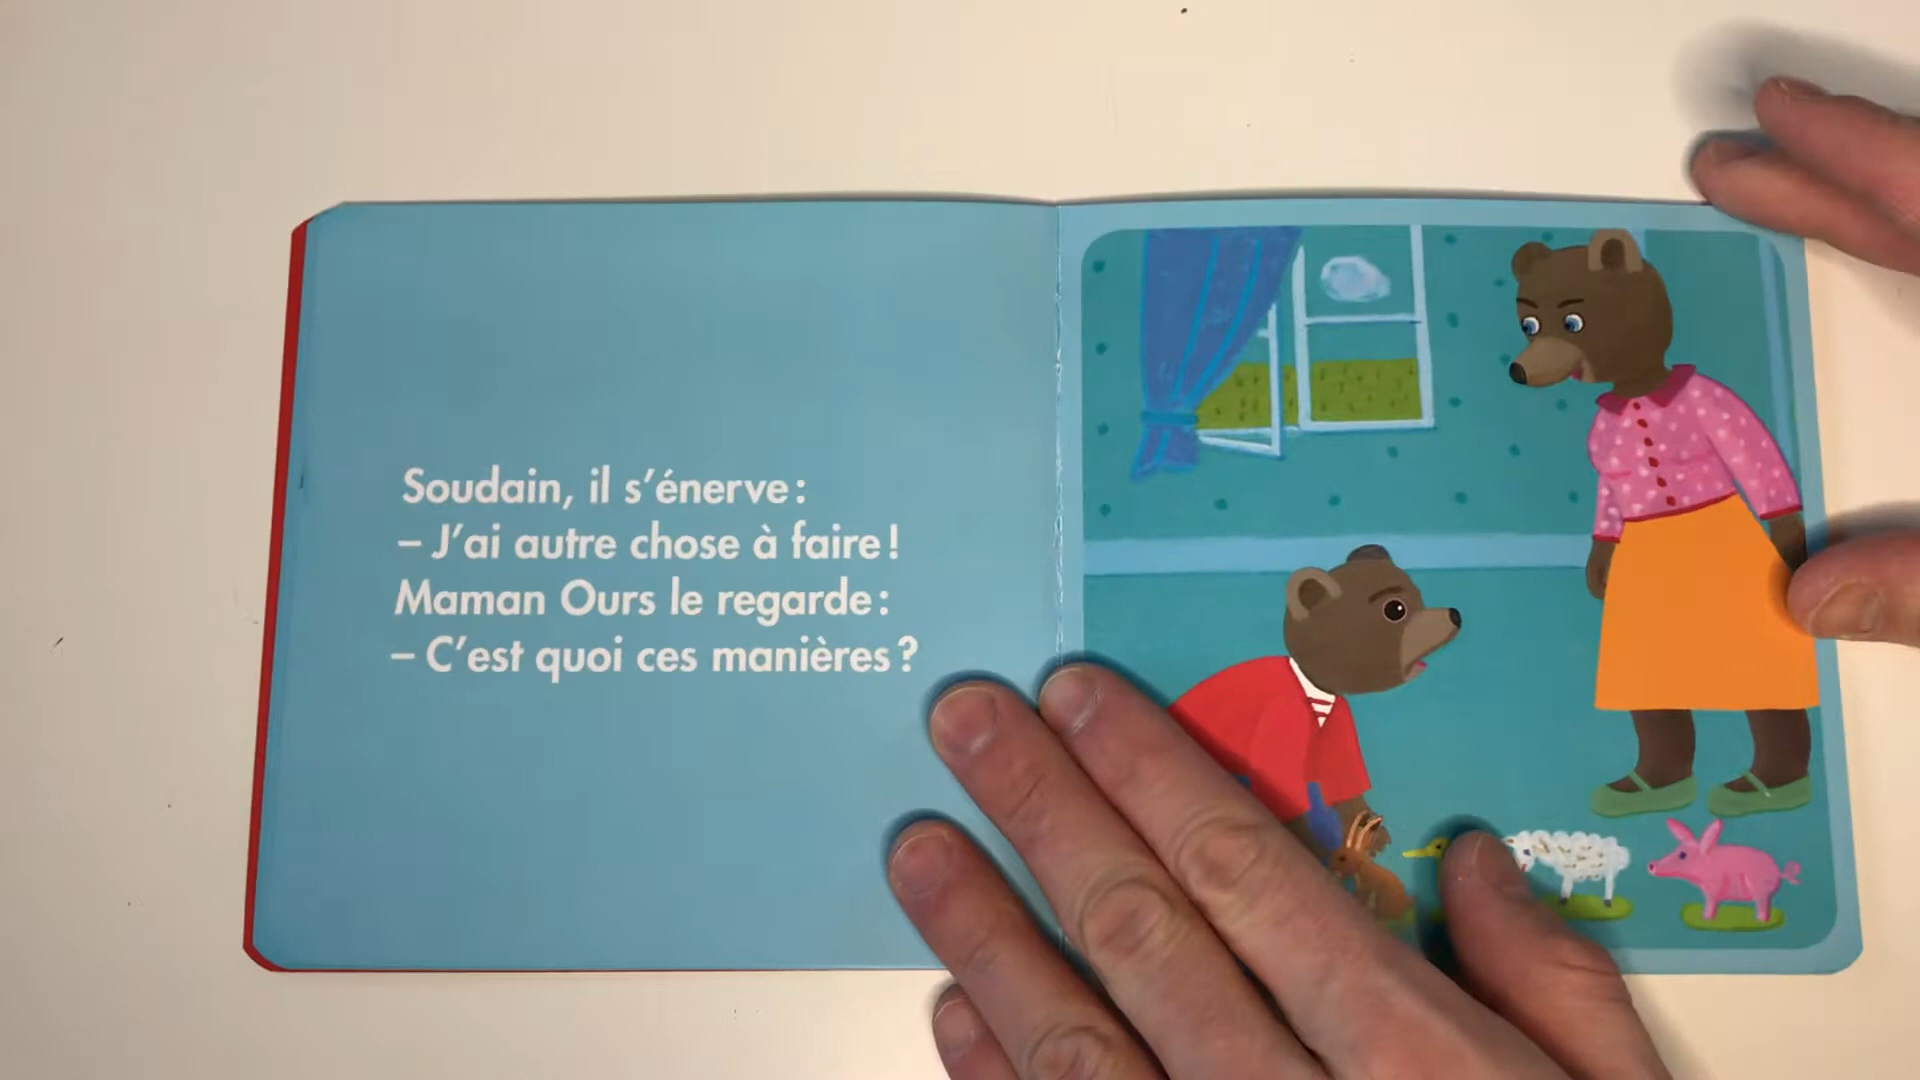 Soudain, il s’énerve :
– J’ai autre chose à faire !
Maman Ours le regarde :
– C’est quoi ces manières ?